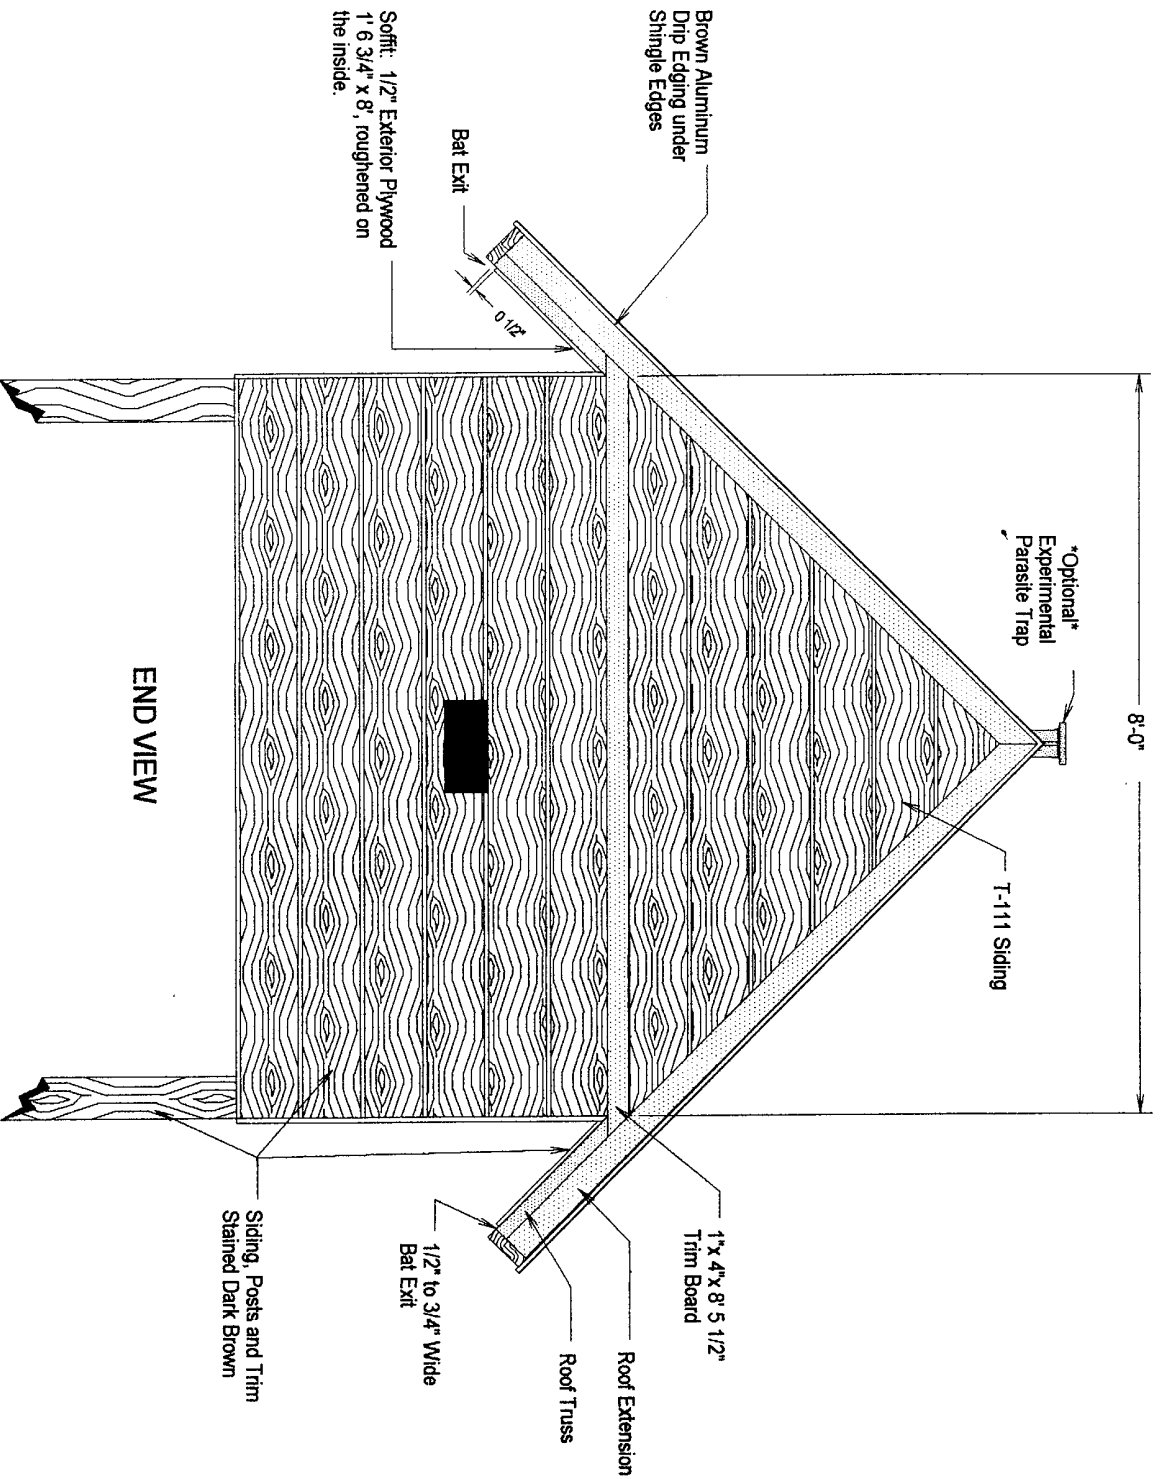 8'-0"
*Optional*
Experimental
Parasite Trap
T-111 Siding
Brown Aluminum
Drip Edging under
Shingle Edges
1"x 4"x 8' 5 1/2"
Trim Board
Roof Extension
Roof Truss
0 1/2"
Bat Exit
Soffit: 1/2" Exterior Plywood
1' 6 3/4" x 8', roughened on
the inside.
1/2" to 3/4" Wide
Bat Exit
Siding, Posts and Trim
Stained Dark Brown
END VIEW